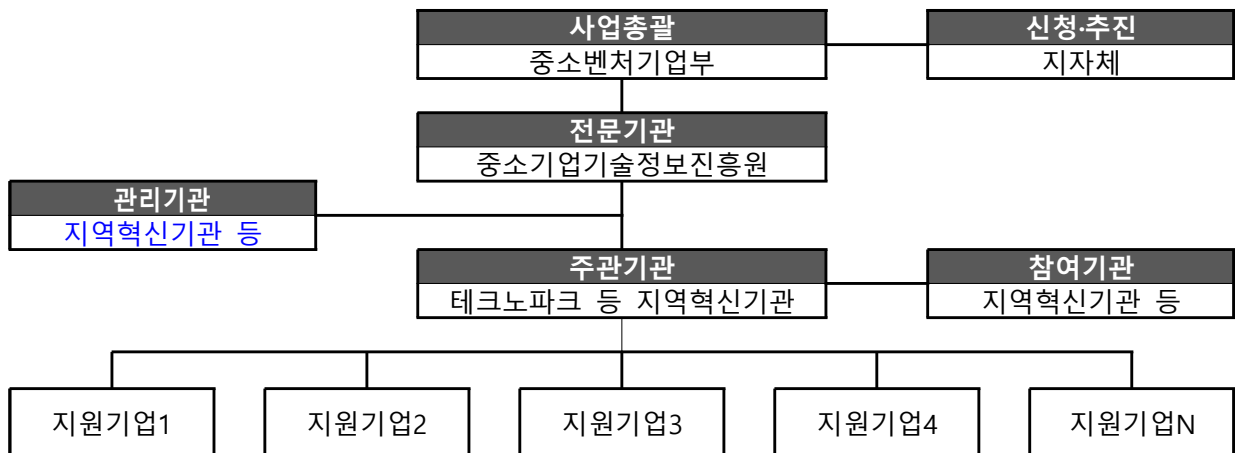 사업총괄
중소벤처기업부
신청·추진
지자체
전문기관
중소기업기술정보진흥원
관리기관
지역혁신기관 등
주관기관
테크노파크 등 지역혁신기관
참여기관
지역혁신기관 등
지원기업1
지원기업2
지원기업3
지원기업4
지원기업N